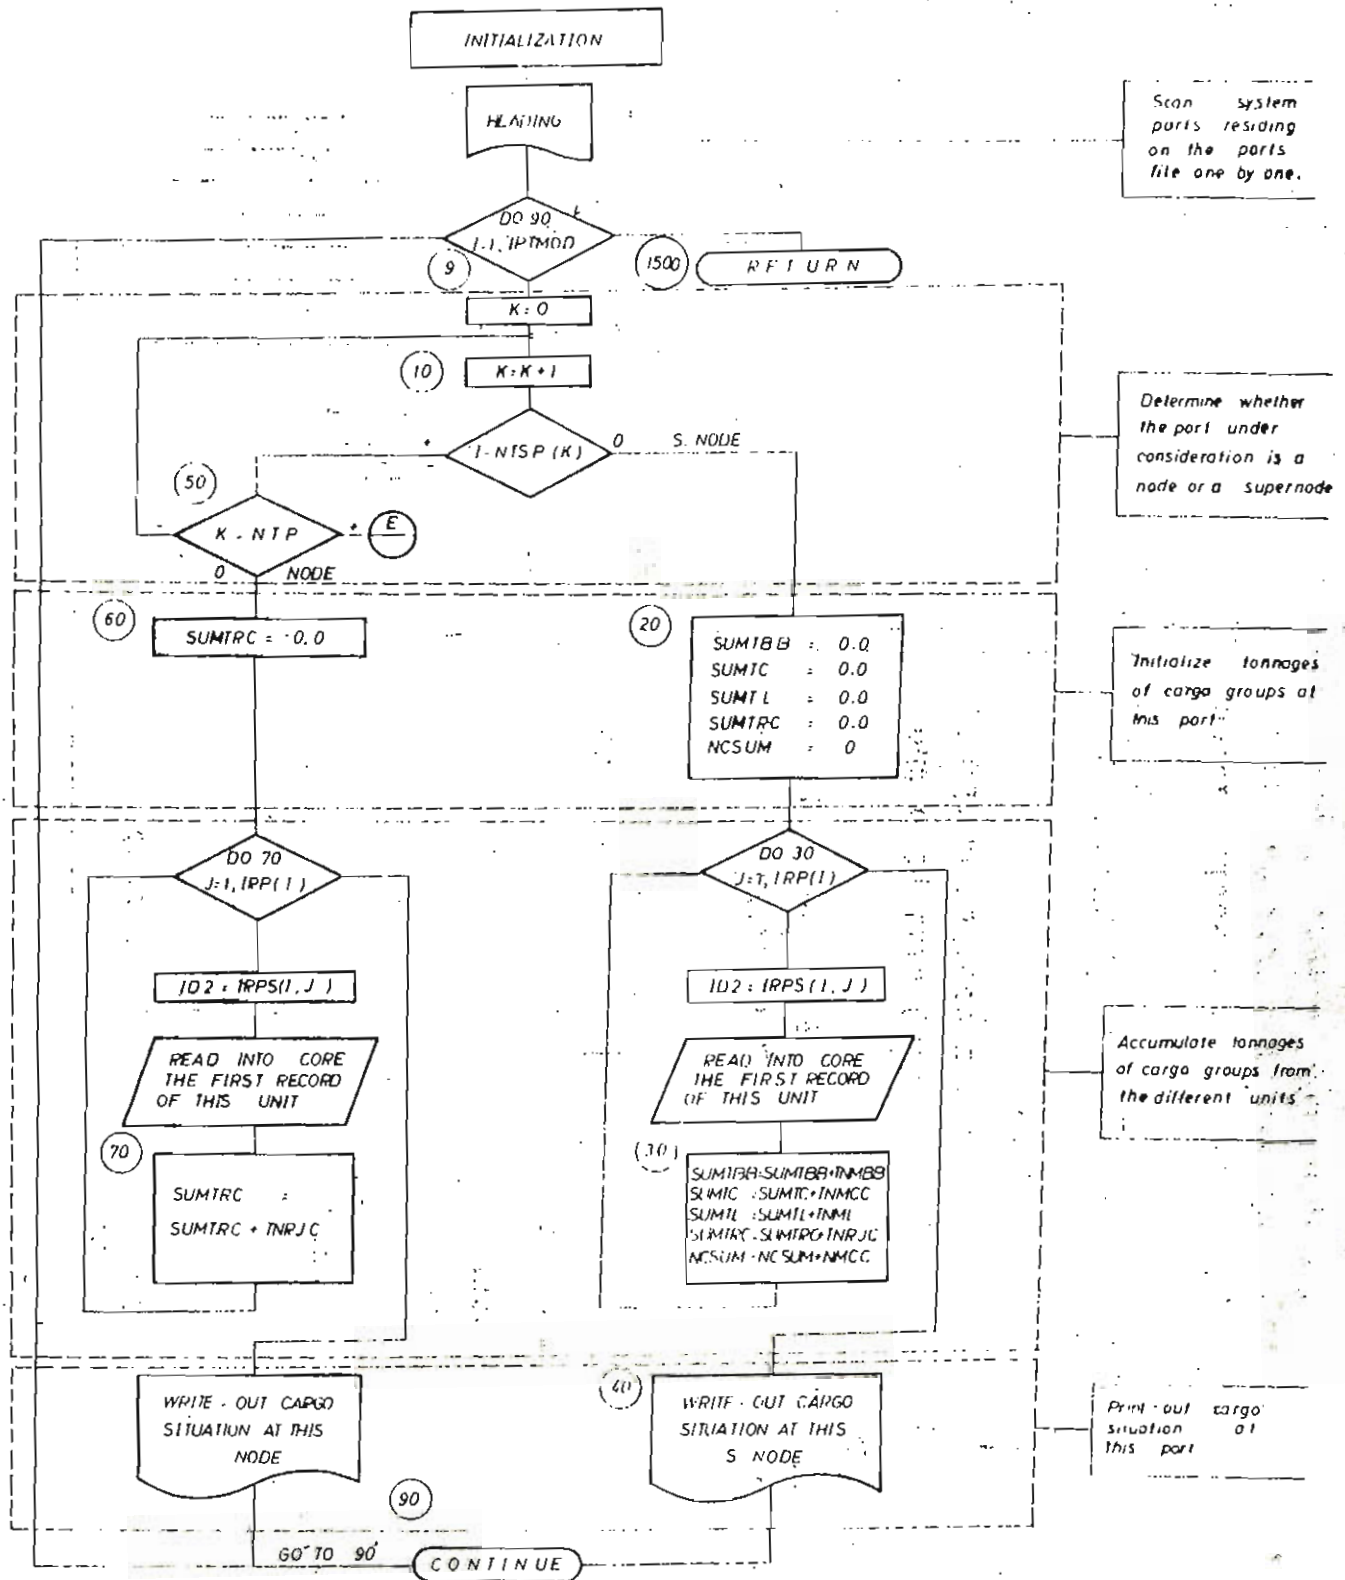 INITIALIZATION
HEADING
Scan system
ports residing
on the ports
file one by one.
DO 90
I=1, IPTMOD
9
1500
RETURN
K=0
10
K=K+1
Determine whether
the port under
consideration is a
node or a supernode
+
I-NTSP(K)
0
S. NODE
50
-
K-NTP
+
E
0
NODE
60
SUMTRC = 0.0
20
SUMTBB = 0.0
SUMTC = 0.0
SUMTL = 0.0
SUMTRC = 0.0
NCSUM = 0
Initialize tonnages
of cargo groups at
this port
DO 70
J=1, IRP(I)
DO 30
J=1, IRP(I)
ID2 = IRPS(I,J)
ID2 = IRPS(I,J)
READ INTO CORE
THE FIRST RECORD
OF THIS UNIT
READ INTO CORE
THE FIRST RECORD
OF THIS UNIT
Accumulate tonnages
of cargo groups from
the different units
70
SUMTRC =
SUMTRC + TNRJC
30
SUMTBB=SUMTBB+TNMBB
SUMTC =SUMTC+TNMCC
SUMTL =SUMTL+TNML
SUMTRC=SUMTRC+TNRJC
NCSUM=NCSUM+NMCC
WRITE-OUT CARGO
SITUATION AT THIS
NODE
40
WRITE-OUT CARGO
SITUATION AT THIS
S NODE
Print-out cargo
situation at
this port
90
GO TO 90
CONTINUE